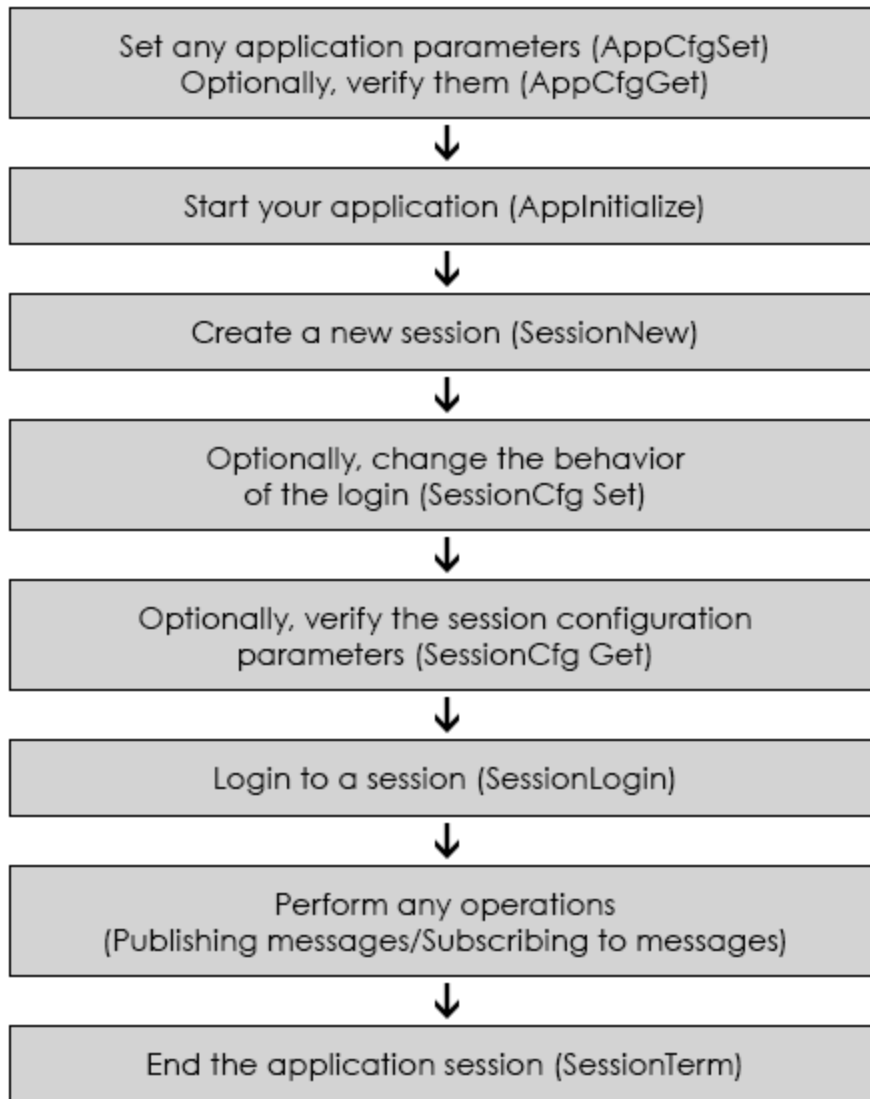 Set any application parameters (AppCfgSet)
Optionally, verify them (AppCfgGet)
Start your application (AppInitialize)
Create a new session (SessionNew)
Optionally, change the behavior
of the login (SessionCfg Set)
Optionally, verify the session configuration
parameters (SessionCfg Get)
Login to a session (SessionLogin)
Perform any operations
(Publishing messages/Subscribing to messages)
End the application session (SessionTerm)